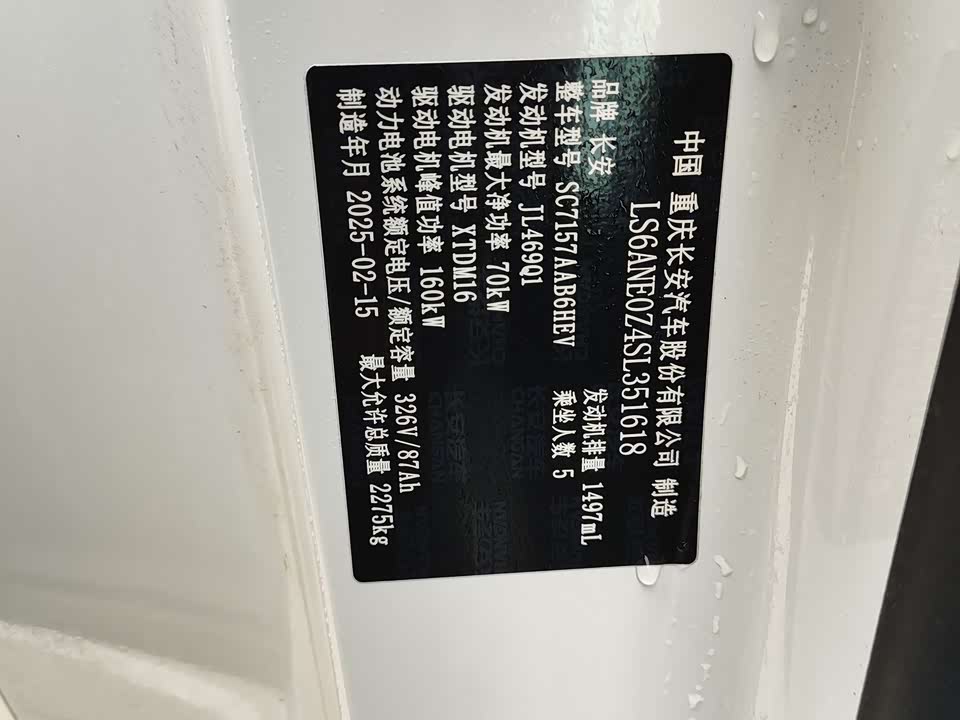 中国 重庆长安汽车股份有限公司 制造
LS6ANE0Z4SL351618
品牌 长安 发动机排量 1497mL
整车型号 SC7157AAB6HEV 乘坐人数 5
发动机型号 JL469Q1
发动机最大净功率 70kW
驱动电机型号 XTDM16
驱动电机峰值功率 160kW
动力电池系统额定电压/额定容量 326V/87Ah
制造年月 2025-02-15 最大允许总质量 2275kg